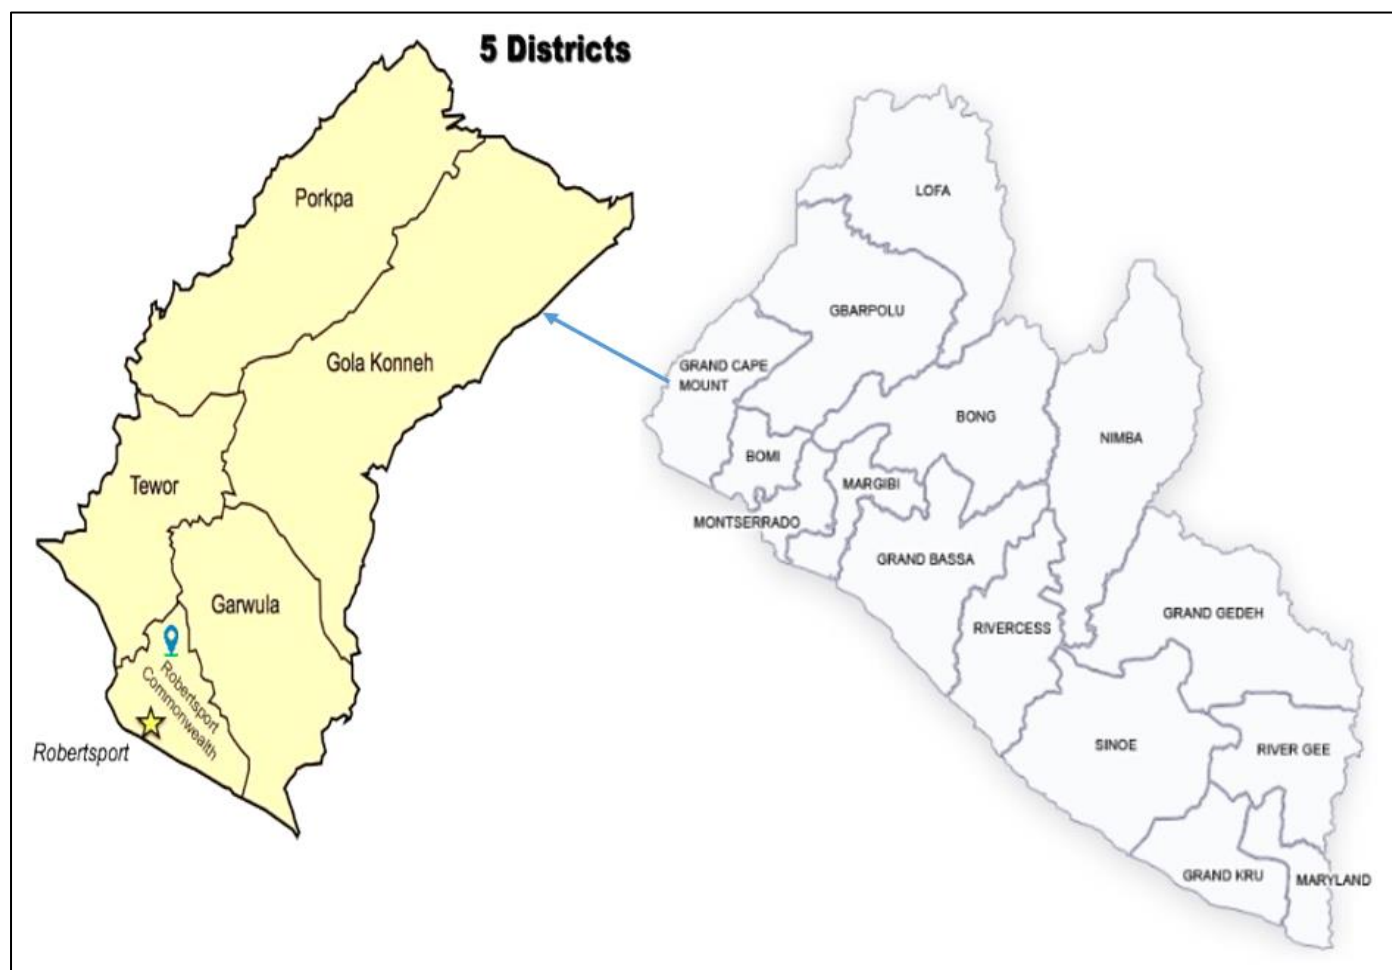 5 Districts
Porkpa
Gola Konneh
Tewor
Garwula
Robertsport
Commonwealth
Robertsport
LOFA
GBARPOLU
GRAND CAPE
MOUNT
BONG
NIMBA
BOMI
MARGIBI
MONTSERRADO
GRAND BASSA
GRAND GEDEH
RIVERCESS
SINOE
RIVER GEE
GRAND KRU
MARYLAND